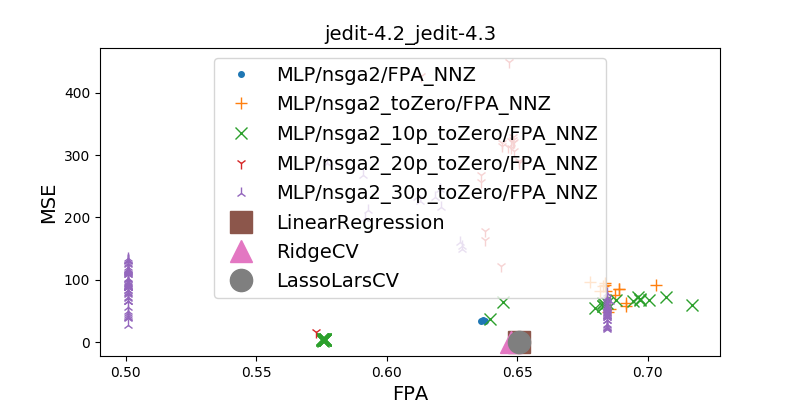 jedit-4.2_jedit-4.3
MLP/nsga2/FPA_NNZ
MLP/nsga2_toZero/FPA_NNZ
MLP/nsga2_10p_toZero/FPA_NNZ
MLP/nsga2_20p_toZero/FPA_NNZ
MLP/nsga2_30p_toZero/FPA_NNZ
LinearRegression
RidgeCV
LassoLarsCV
MSE
400
300
200
100
0
0.50 0.55 0.60 0.65 0.70
FPA